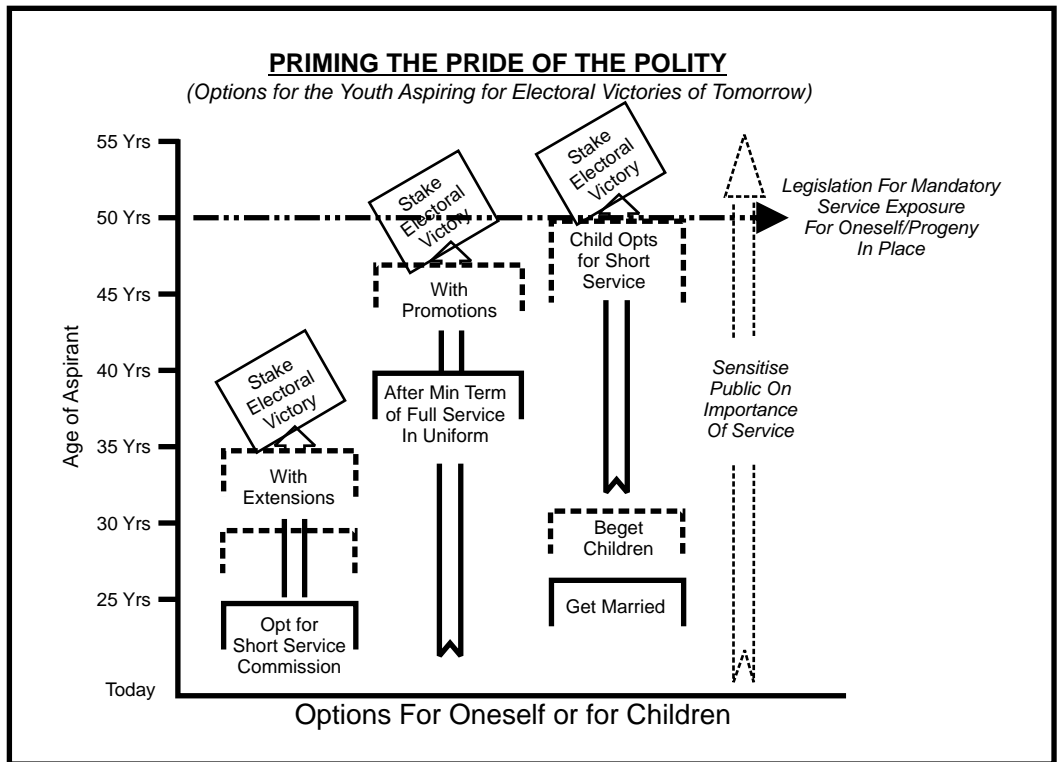 PRIMING THE PRIDE OF THE POLITY
(Options for the Youth Aspiring for Electoral Victories of Tomorrow)
55 Yrs
50 Yrs
45 Yrs
40 Yrs
35 Yrs
30 Yrs
25 Yrs
Today
Age of Aspirant
Stake
Electoral
Victory
With
Extensions
Opt for
Short Service
Commission
Stake
Electoral
Victory
With
Promotions
After Min Term
of Full Service
In Uniform
Stake
Electoral
Victory
Child Opts
for Short
Service
Beget
Children
Get Married
Legislation For Mandatory
Service Exposure
For Oneself/Progeny
In Place
Sensitise
Public On
Importance
Of Service
Options For Oneself or for Children